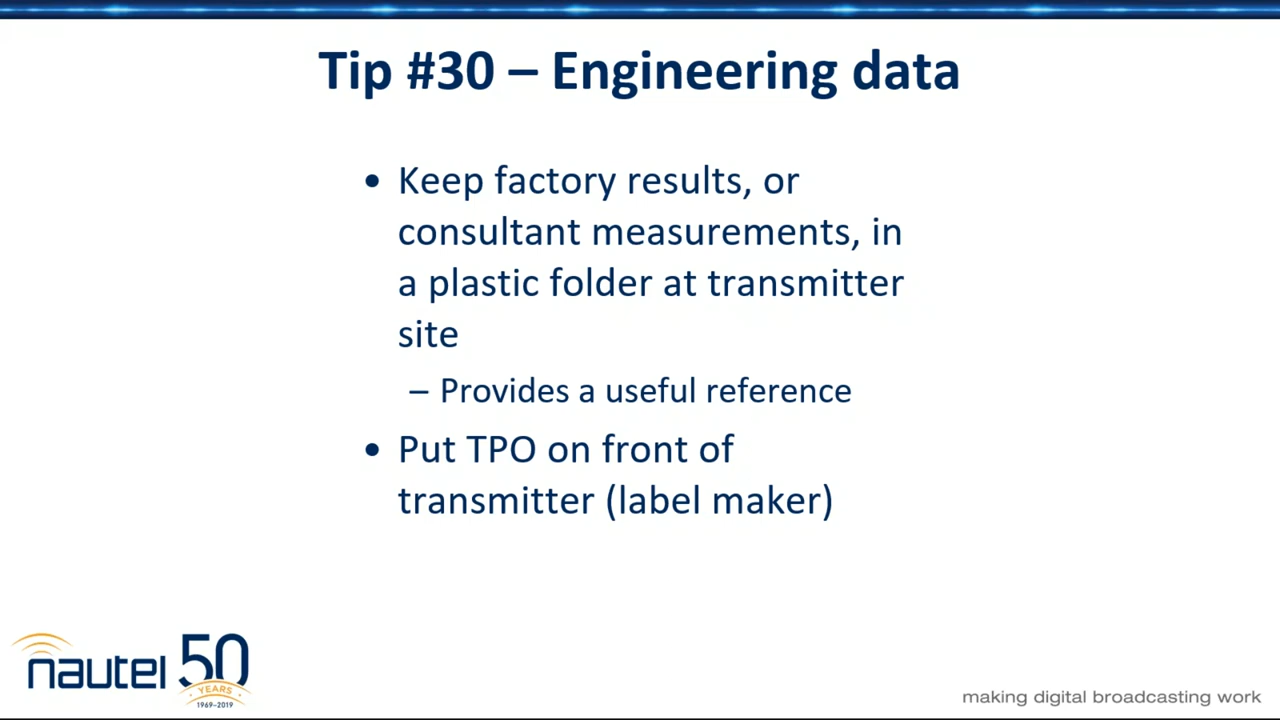 Tip #30 – Engineering data
• Keep factory results, or
consultant measurements, in
a plastic folder at transmitter
site
– Provides a useful reference
• Put TPO on front of
transmitter (label maker)
nautel 50
YEARS
1969–2019
making digital broadcasting work